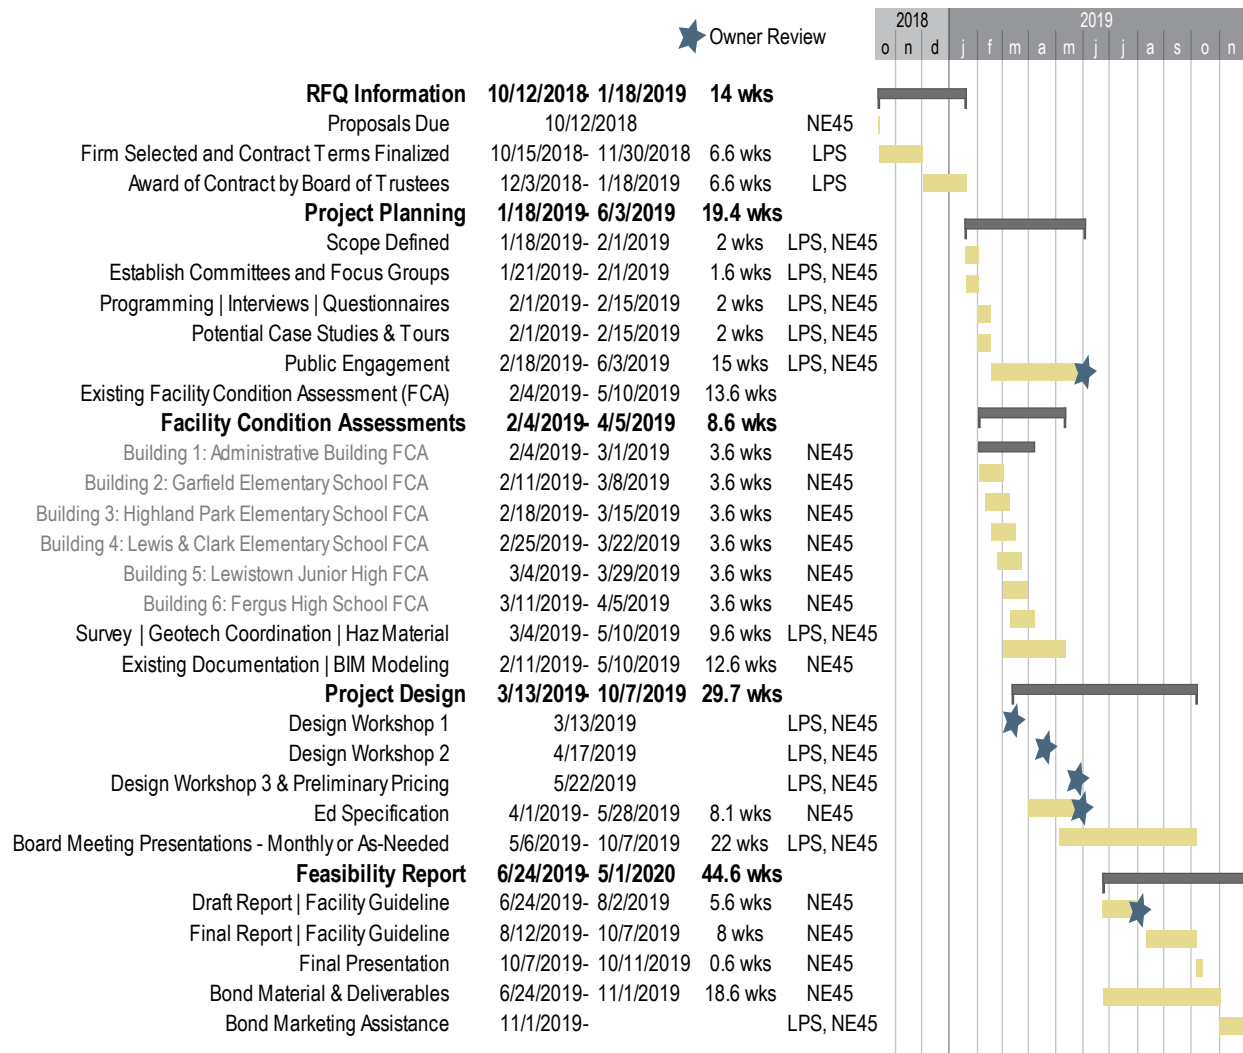 2018 2019
Owner Review
o n d j f m a m j j a s o n
RFQ Information 10/12/2018- 1/18/2019 14 wks
Proposals Due 10/12/2018 NE45
Firm Selected and Contract Terms Finalized 10/15/2018- 11/30/2018 6.6 wks LPS
Award of Contract by Board of Trustees 12/3/2018- 1/18/2019 6.6 wks LPS
Project Planning 1/18/2019- 6/3/2019 19.4 wks
Scope Defined 1/18/2019- 2/1/2019 2 wks LPS, NE45
Establish Committees and Focus Groups 1/21/2019- 2/1/2019 1.6 wks LPS, NE45
Programming | Interviews | Questionnaires 2/1/2019- 2/15/2019 2 wks LPS, NE45
Potential Case Studies & Tours 2/1/2019- 2/15/2019 2 wks LPS, NE45
Public Engagement 2/18/2019- 6/3/2019 15 wks LPS, NE45
Existing Facility Condition Assessment (FCA) 2/4/2019- 5/10/2019 13.6 wks
Facility Condition Assessments 2/4/2019- 4/5/2019 8.6 wks
Building 1: Administrative Building FCA 2/4/2019- 3/1/2019 3.6 wks NE45
Building 2: Garfield Elementary School FCA 2/11/2019- 3/8/2019 3.6 wks NE45
Building 3: Highland Park Elementary School FCA 2/18/2019- 3/15/2019 3.6 wks NE45
Building 4: Lewis & Clark Elementary School FCA 2/25/2019- 3/22/2019 3.6 wks NE45
Building 5: Lewistown Junior High FCA 3/4/2019- 3/29/2019 3.6 wks NE45
Building 6: Fergus High School FCA 3/11/2019- 4/5/2019 3.6 wks NE45
Survey | Geotech Coordination | Haz Material 3/4/2019- 5/10/2019 9.6 wks LPS, NE45
Existing Documentation | BIM Modeling 2/11/2019- 5/10/2019 12.6 wks NE45
Project Design 3/13/2019- 10/7/2019 29.7 wks
Design Workshop 1 3/13/2019 LPS, NE45
Design Workshop 2 4/17/2019 LPS, NE45
Design Workshop 3 & Preliminary Pricing 5/22/2019 LPS, NE45
Ed Specification 4/1/2019- 5/28/2019 8.1 wks NE45
Board Meeting Presentations - Monthly or As-Needed 5/6/2019- 10/7/2019 22 wks LPS, NE45
Feasibility Report 6/24/2019- 5/1/2020 44.6 wks
Draft Report | Facility Guideline 6/24/2019- 8/2/2019 5.6 wks NE45
Final Report | Facility Guideline 8/12/2019- 10/7/2019 8 wks NE45
Final Presentation 10/7/2019- 10/11/2019 0.6 wks NE45
Bond Material & Deliverables 6/24/2019- 11/1/2019 18.6 wks NE45
Bond Marketing Assistance 11/1/2019- LPS, NE45